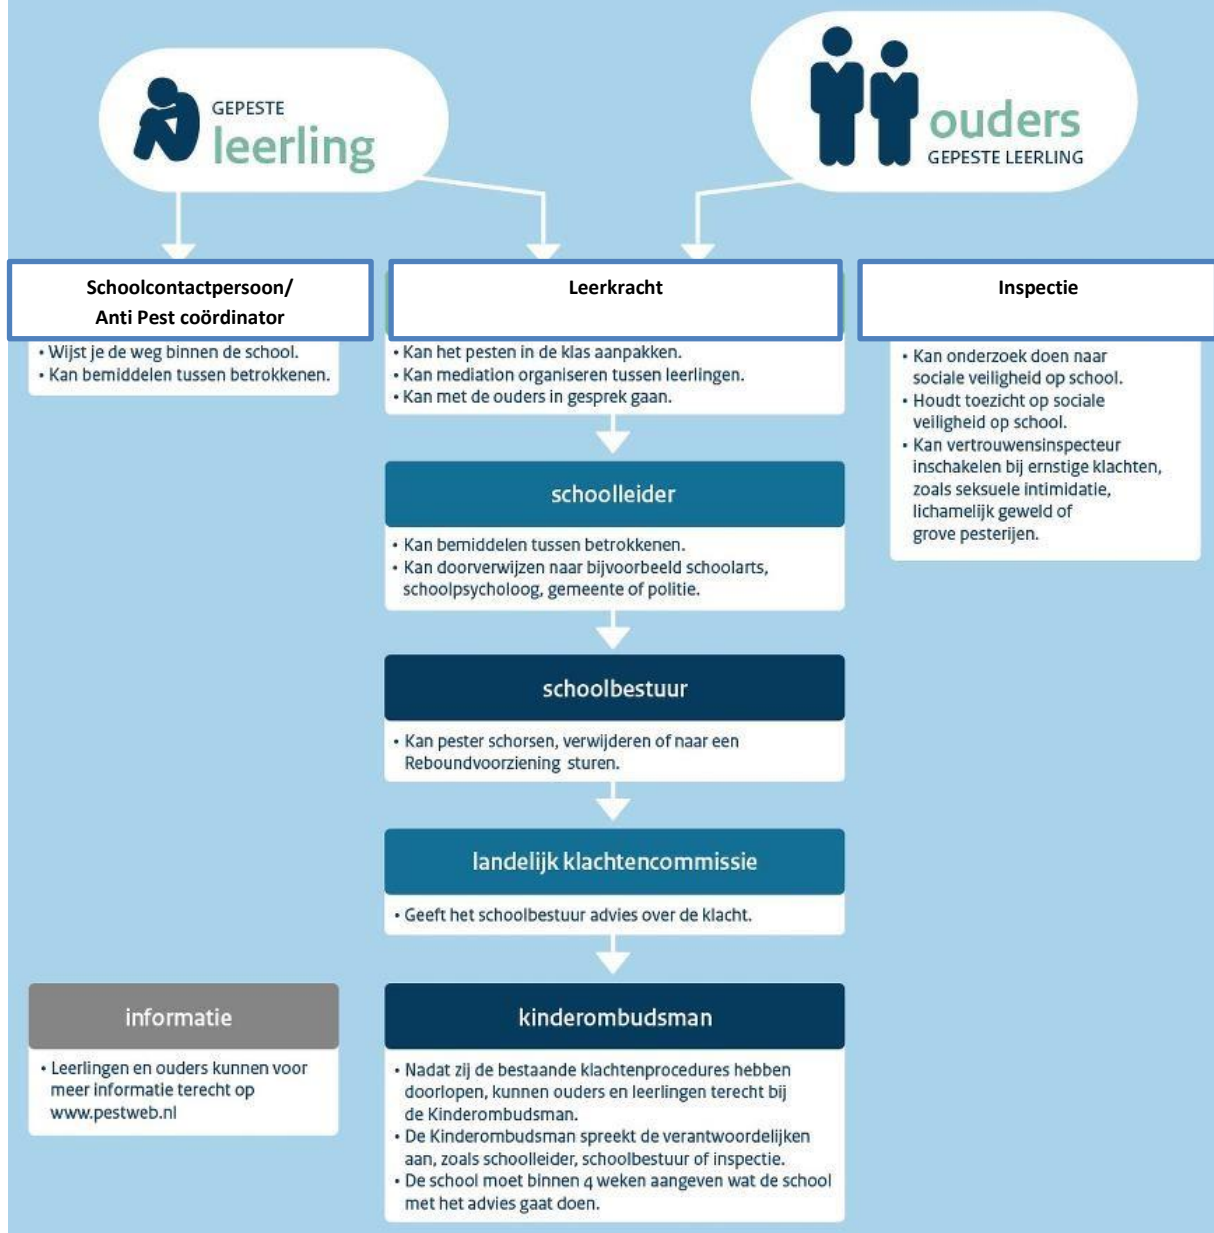 GEPESTE
leerling
ouders
GEPESTE LEERLING
Schoolcontactpersoon/
Anti Pest coördinator
• Wijst je de weg binnen de school.
• Kan bemiddelen tussen betrokkenen.
Leerkracht
• Kan het pesten in de klas aanpakken.
• Kan mediation organiseren tussen leerlingen.
• Kan met de ouders in gesprek gaan.
Inspectie
• Kan onderzoek doen naar
sociale veiligheid op school.
• Houdt toezicht op sociale
veiligheid op school.
• Kan vertrouwensinspecteur
inschakelen bij ernstige klachten,
zoals seksuele intimidatie,
lichamelijk geweld of
grove pesterijen.
schoolleider
• Kan bemiddelen tussen betrokkenen.
• Kan doorverwijzen naar bijvoorbeeld schoolarts,
schoolpsycholoog, gemeente of politie.
schoolbestuur
• Kan pester schorsen, verwijderen of naar een
Reboundvoorziening sturen.
landelijk klachtencommissie
• Geeft het schoolbestuur advies over de klacht.
informatie
• Leerlingen en ouders kunnen voor
meer informatie terecht op
www.pestweb.nl
kinderombudsman
• Nadat zij de bestaande klachtenprocedures hebben
doorlopen, kunnen ouders en leerlingen terecht bij
de Kinderombudsman.
• De Kinderombudsman spreekt de verantwoordelijken
aan, zoals schoolleider, schoolbestuur of inspectie.
• De school moet binnen 4 weken aangeven wat de school
met het advies gaat doen.